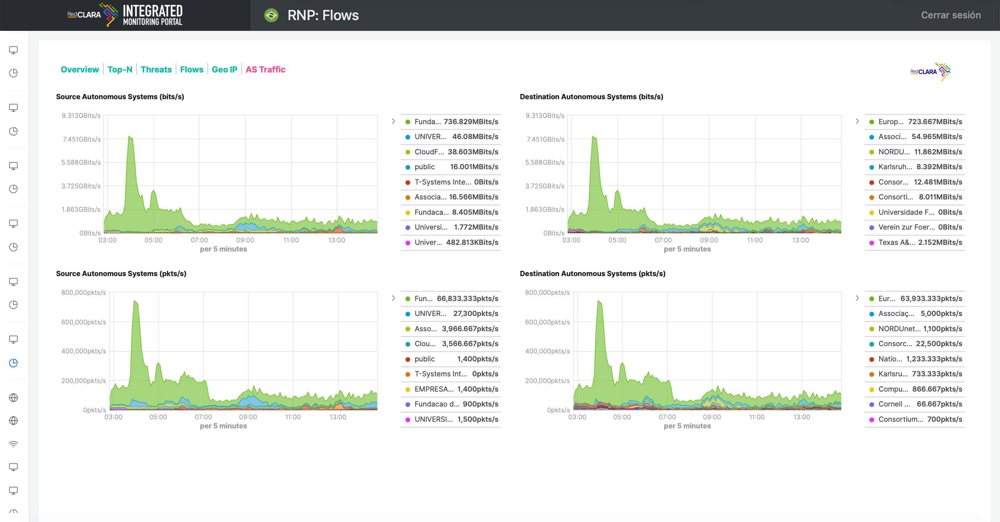 RedCLARA INTEGRATED MONITORING PORTAL
RNP: Flows
Cerrar sesión
Overview Top-N Threats Flows Geo IP AS Traffic
RedCLARA
Source Autonomous Systems (bits/s)
9.313GBits/s
7.451GBits/s
5.588GBits/s
3.725GBits/s
1.863GBits/s
0Bits/s
03:00 05:00 07:00 09:00 11:00 13:00
per 5 minutes
Funda... 736.829MBits/s
UNIVER... 46.08MBits/s
CloudF... 38.603MBits/s
public 16.001MBits/s
T-Systems Inte... 0Bits/s
Associa... 16.566MBits/s
Fundaca... 8.405MBits/s
Universi... 1.772MBits/s
Univer... 482.813KBits/s
Destination Autonomous Systems (bits/s)
9.313GBits/s
7.451GBits/s
5.588GBits/s
3.725GBits/s
1.863GBits/s
0Bits/s
03:00 05:00 07:00 09:00 11:00 13:00
per 5 minutes
Europ... 723.667MBits/s
Associ... 54.965MBits/s
NORDU... 11.862MBits/s
Karlsruh... 8.392MBits/s
Consor... 12.481MBits/s
Consorti... 8.011MBits/s
Universidade F... 0Bits/s
Verein zur Foer... 0Bits/s
Texas A&... 2.152MBits/s
Source Autonomous Systems (pkts/s)
800,000pkts/s
600,000pkts/s
400,000pkts/s
200,000pkts/s
0pkts/s
03:00 05:00 07:00 09:00 11:00 13:00
per 5 minutes
Fun... 66,833.333pkts/s
UNIVER... 27,300pkts/s
Asso... 3,966.667pkts/s
Clou... 3,566.667pkts/s
public 1,400pkts/s
T-Systems Int... 0pkts/s
EMPRESA... 1,400pkts/s
Fundacao d... 900pkts/s
UNIVERSI... 1,500pkts/s
Destination Autonomous Systems (pkts/s)
800,000pkts/s
600,000pkts/s
400,000pkts/s
200,000pkts/s
0pkts/s
03:00 05:00 07:00 09:00 11:00 13:00
per 5 minutes
Eur... 63,933.333pkts/s
Associaç... 5,000pkts/s
NORDUnet... 1,100pkts/s
Consorc... 22,500pkts/s
Natio... 1,233.333pkts/s
Karlsru... 733.333pkts/s
Compu... 866.667pkts/s
Cornell ... 66.667pkts/s
Consortium... 700pkts/s